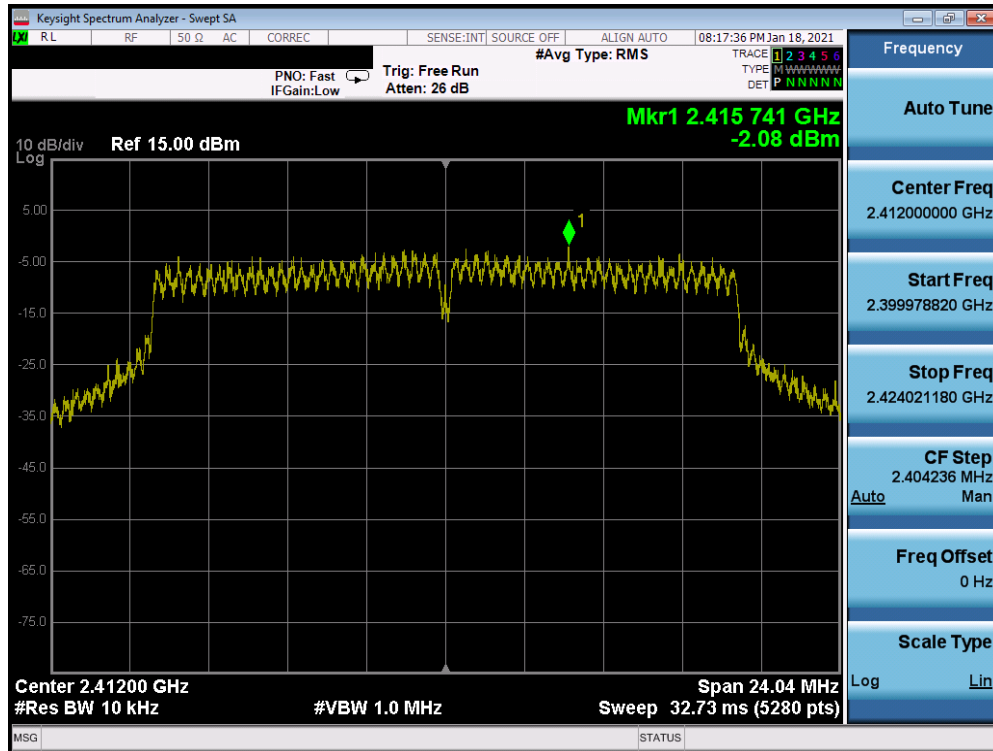 Keysight Spectrum Analyzer - Swept SA
LXI RL RF 50 Ω AC CORREC SENSE:INT SOURCE OFF ALIGN AUTO 08:17:36 PM Jan 18, 2021
#Avg Type: RMS
TRACE 1 2 3 4 5 6
PNO: Fast Trig: Free Run TYPE M WWWWW
IFGain:Low Atten: 26 dB DET P N N N N N
Mkr1 2.415 741 GHz
10 dB/div Ref 15.00 dBm -2.08 dBm
Log
5.00
1
-5.00
-15.0
-25.0
-35.0
-45.0
-55.0
-65.0
-75.0
Center 2.41200 GHz Span 24.04 MHz
#Res BW 10 kHz #VBW 1.0 MHz Sweep 32.73 ms (5280 pts)
MSG STATUS
Frequency
Auto Tune
Center Freq
2.412000000 GHz
Start Freq
2.399978820 GHz
Stop Freq
2.424021180 GHz
CF Step
2.404236 MHz
Auto Man
Freq Offset
0 Hz
Scale Type
Log Lin